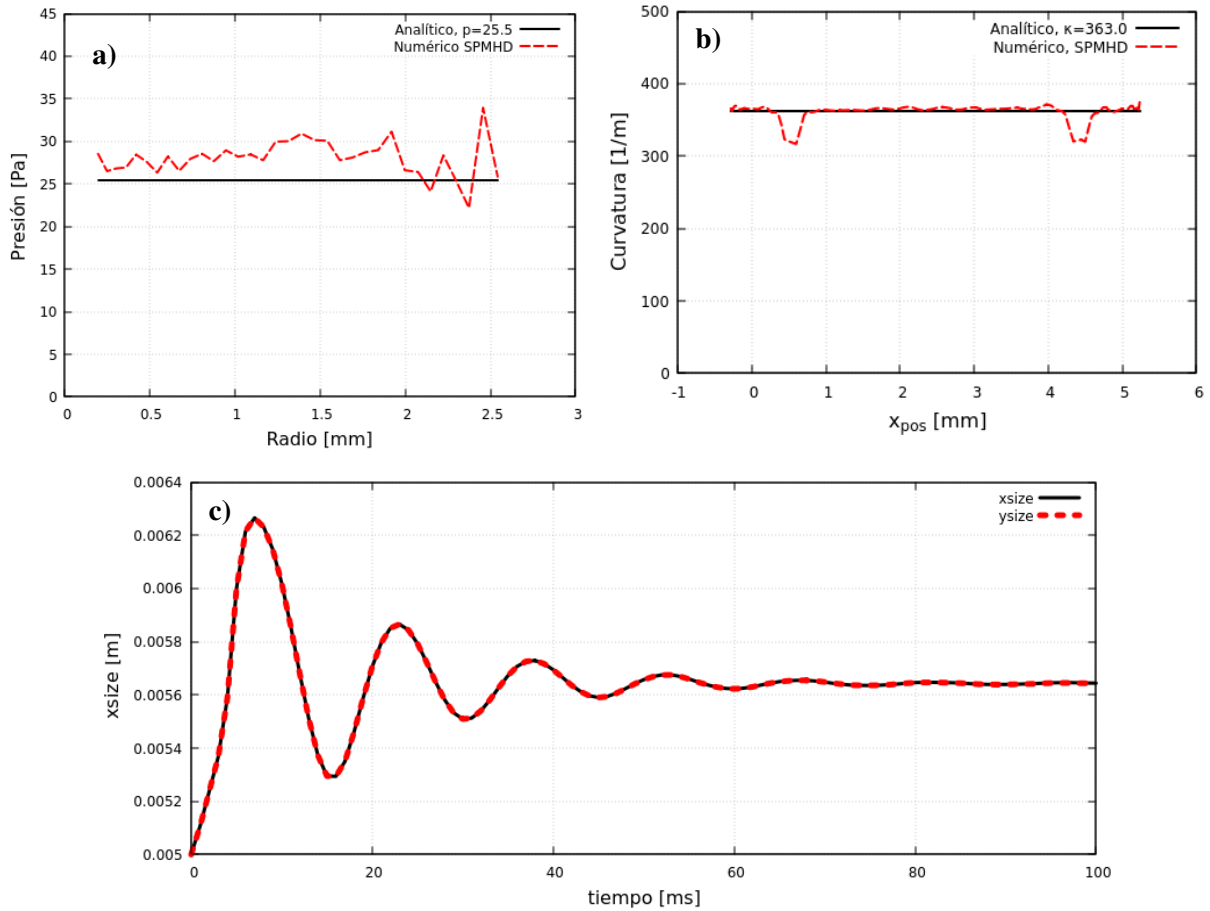 a)
Analítico, p=25.5
Numérico SPMHD
45
40
35
30
25
20
15
10
5
0
Presión [Pa]
0 0.5 1 1.5 2 2.5 3
Radio [mm]
b)
Analítico, κ=363.0
Numérico, SPMHD
500
400
300
200
100
0
Curvatura [1/m]
-1 0 1 2 3 4 5 6
xpos [mm]
c)
xsize
ysize
0.0064
0.0062
0.006
0.0058
0.0056
0.0054
0.0052
0.005
xsize [m]
0 20 40 60 80 100
tiempo [ms]